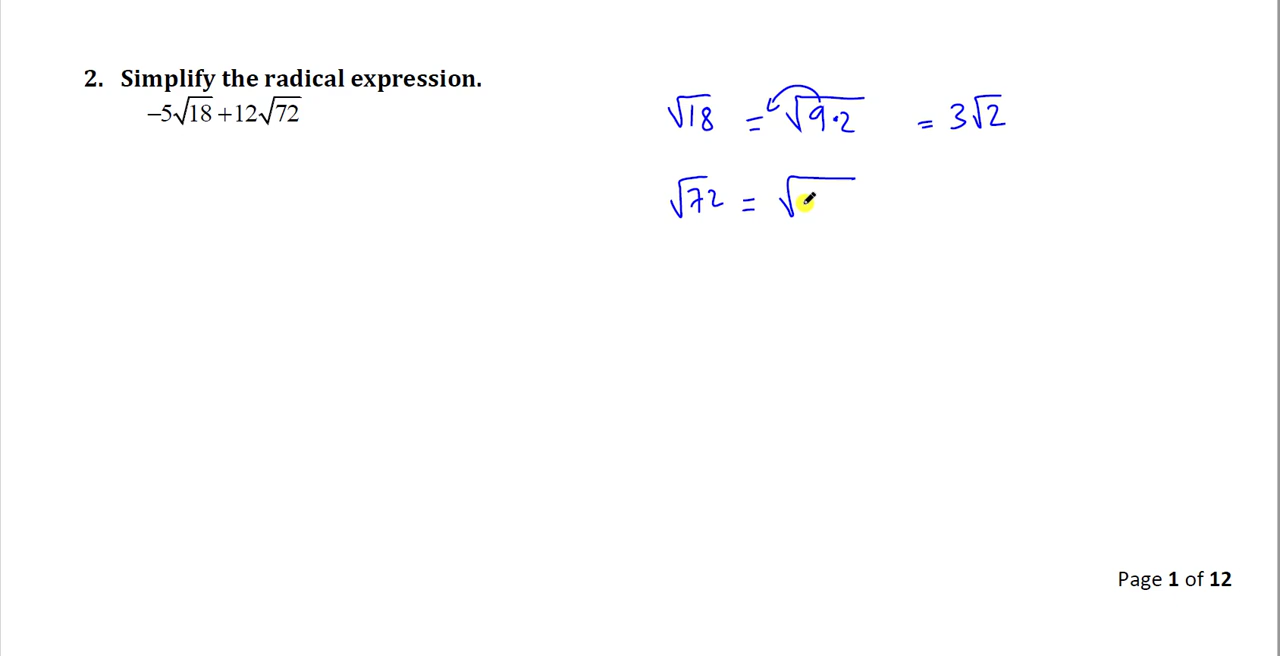 2. Simplify the radical expression.
−5√18 + 12√72
√18 = √9·2 = 3√2
√72 = √
Page 1 of 12